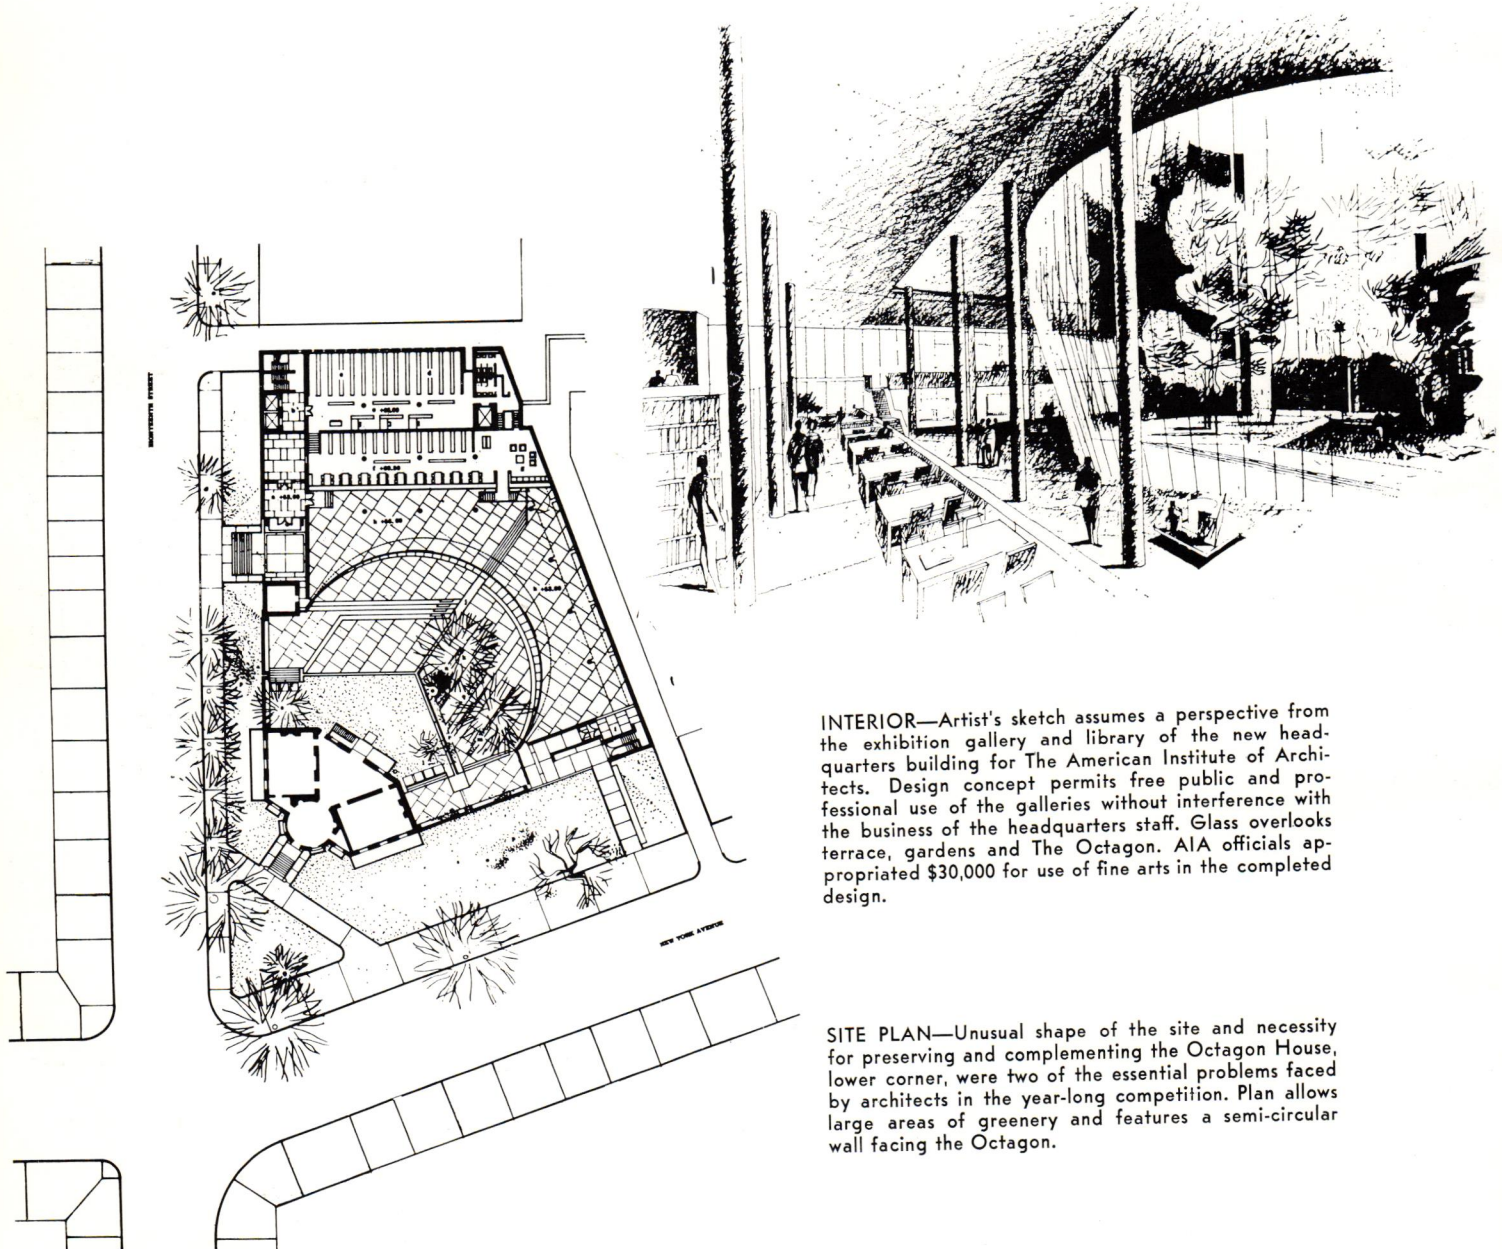 STREET
NEW YORK AVENUE
INTERIOR—Artist's sketch assumes a perspective from
the exhibition gallery and library of the new head-
quarters building for The American Institute of Archi-
tects. Design concept permits free public and pro-
fessional use of the galleries without interference with
the business of the headquarters staff. Glass overlooks
terrace, gardens and The Octagon. AIA officials ap-
propriated $30,000 for use of fine arts in the completed
design.
SITE PLAN—Unusual shape of the site and necessity
for preserving and complementing the Octagon House,
lower corner, were two of the essential problems faced
by architects in the year-long competition. Plan allows
large areas of greenery and features a semi-circular
wall facing the Octagon.